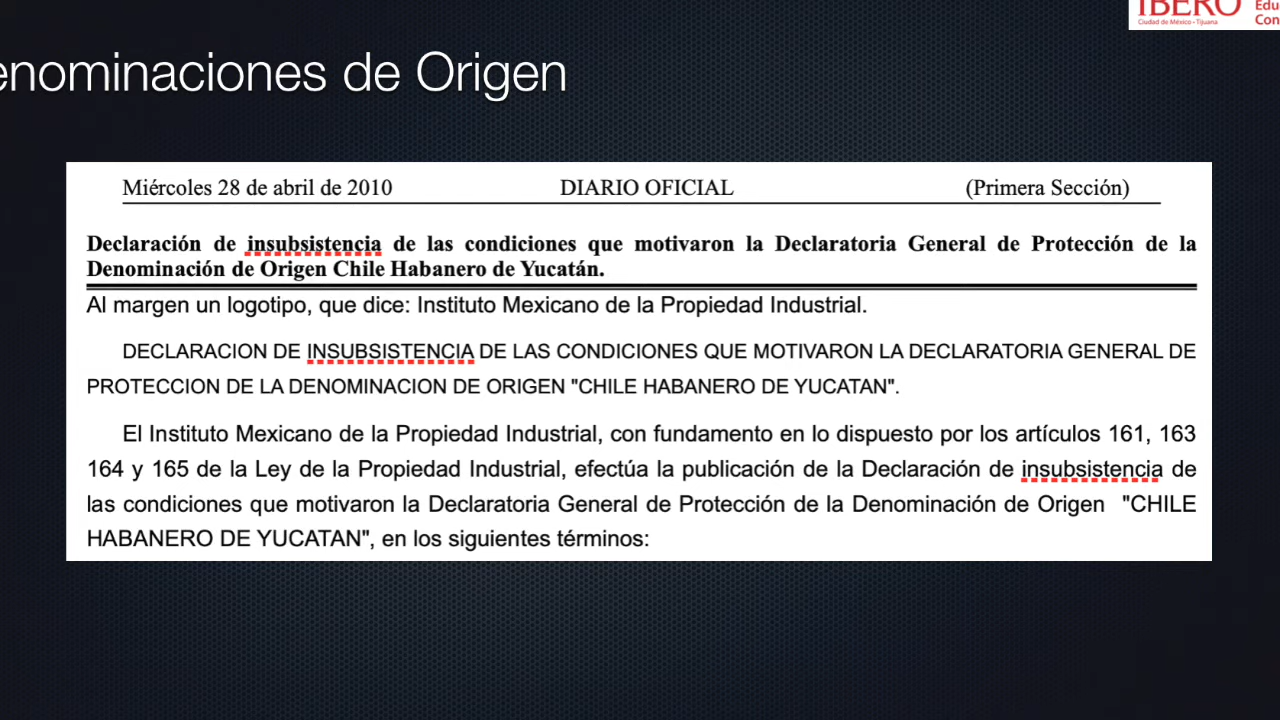 IBERO
Ciudad de México • Tijuana
Edu
Con
enominaciones de Origen
Miércoles 28 de abril de 2010 DIARIO OFICIAL (Primera Sección)
Declaración de insubsistencia de las condiciones que motivaron la Declaratoria General de Protección de la
Denominación de Origen Chile Habanero de Yucatán.
Al margen un logotipo, que dice: Instituto Mexicano de la Propiedad Industrial.
DECLARACION DE INSUBSISTENCIA DE LAS CONDICIONES QUE MOTIVARON LA DECLARATORIA GENERAL DE
PROTECCION DE LA DENOMINACION DE ORIGEN "CHILE HABANERO DE YUCATAN".
El Instituto Mexicano de la Propiedad Industrial, con fundamento en lo dispuesto por los artículos 161, 163
164 y 165 de la Ley de la Propiedad Industrial, efectúa la publicación de la Declaración de insubsistencia de
las condiciones que motivaron la Declaratoria General de Protección de la Denominación de Origen "CHILE
HABANERO DE YUCATAN", en los siguientes términos: